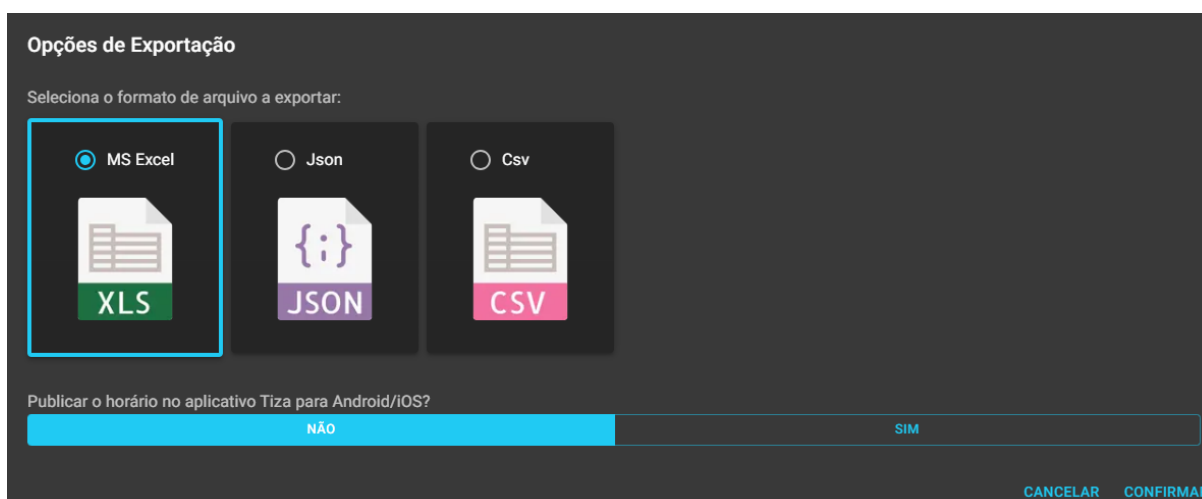 Opções de Exportação
Seleciona o formato de arquivo a exportar:
MS Excel Json Csv
{;}
XLS JSON CSV
Publicar o horário no aplicativo Tiza para Android/iOS?
NÃO SIM
CANCELAR CONFIRMA